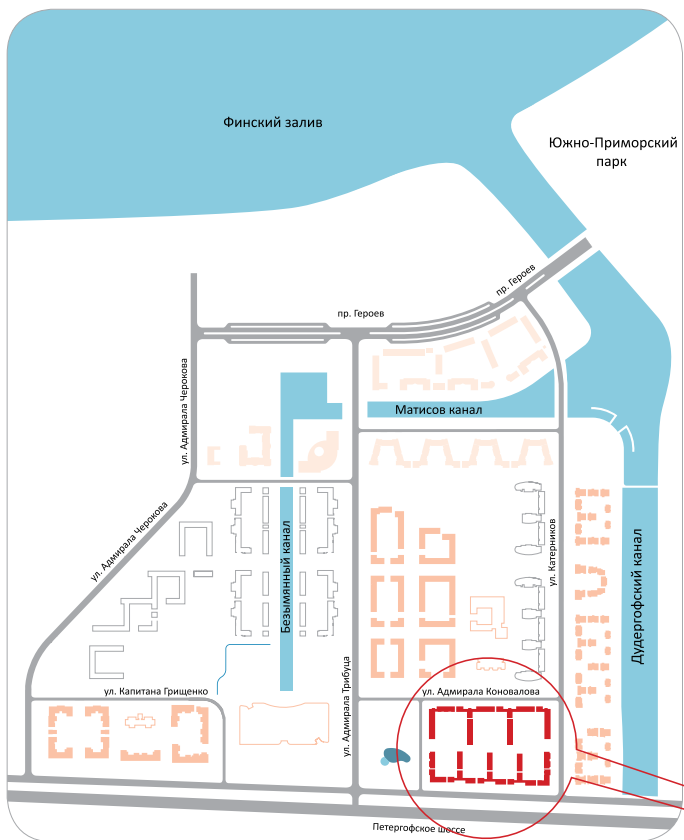 Финский залив
Южно-Приморский
парк
пр. Героев
пр. Героев
ул. Адмирала Черокова
Матисов канал
ул. Адмирала Черокова
Безымянный канал
ул. Катерников
Дудергофский канал
ул. Капитана Грищенко
ул. Адмирала Трибуца
ул. Адмирала Коновалова
Петергофское шоссе